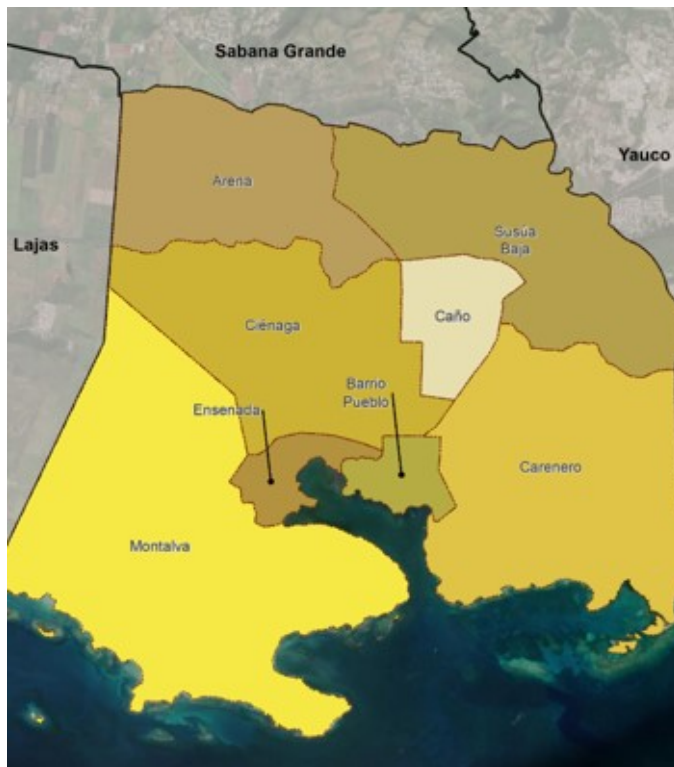 Sabana Grande
Yauco
Arena
Susúa
Baja
Lajas
Caño
Ciénaga
Barrio
Pueblo
Ensenada
Carenero
Montalva